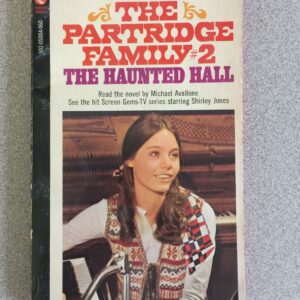 THE
PARTRIDGE
FAMILY #2
THE HAUNTED HALL
Read the novel by Michael Avallone
See the hit Screen Gems-TV series starring Shirley Jones